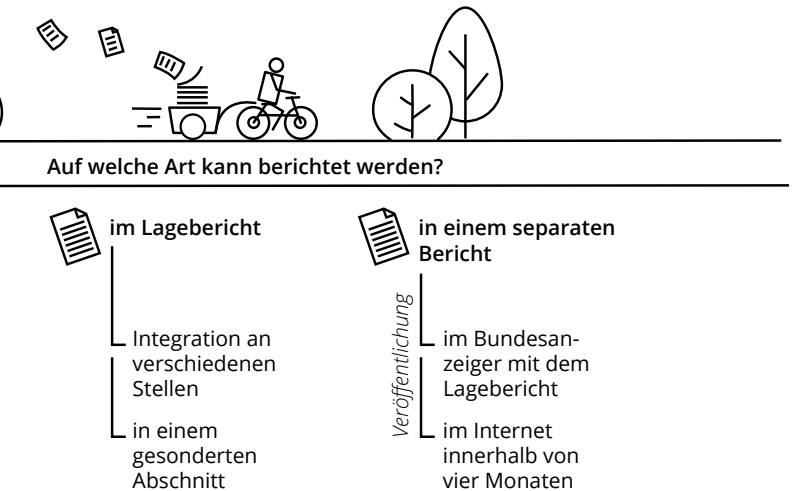 Auf welche Art kann berichtet werden?
im Lagebericht
Integration an
verschiedenen
Stellen
in einem
gesonderten
Abschnitt
in einem separaten
Bericht
Veröffentlichung
im Bundesan-
zeiger mit dem
Lagebericht
im Internet
innerhalb von
vier Monaten